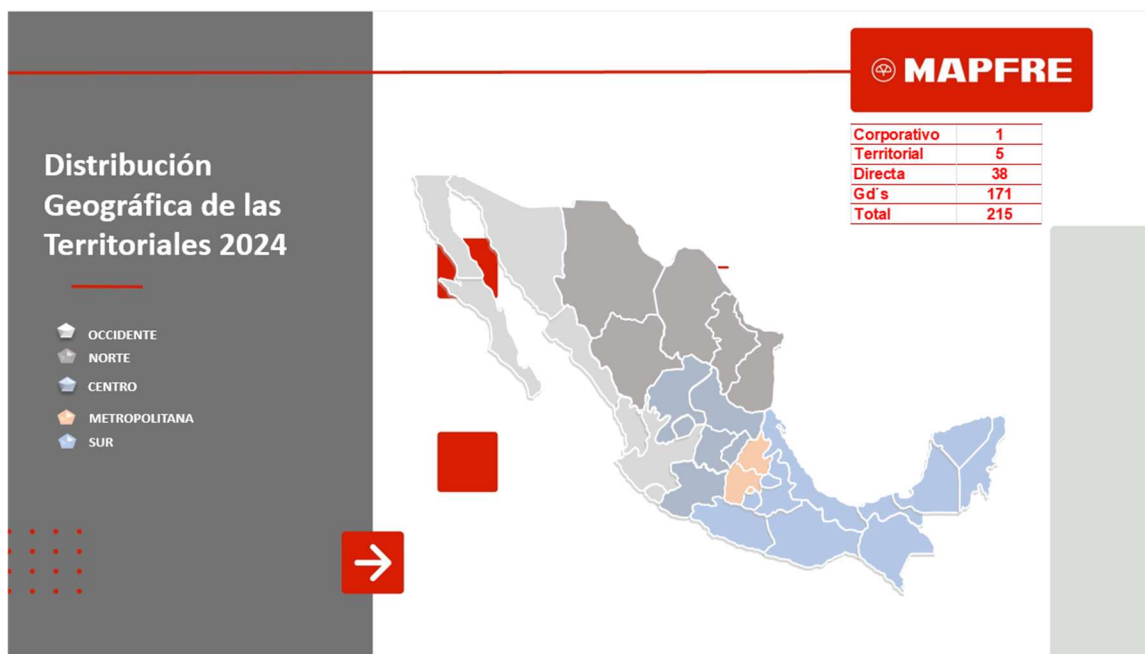 MAPFRE
Corporativo 1
Territorial 5
Directa 38
Gd´s 171
Total 215
Distribución
Geográfica de las
Territoriales 2024
OCCIDENTE
NORTE
CENTRO
METROPOLITANA
SUR